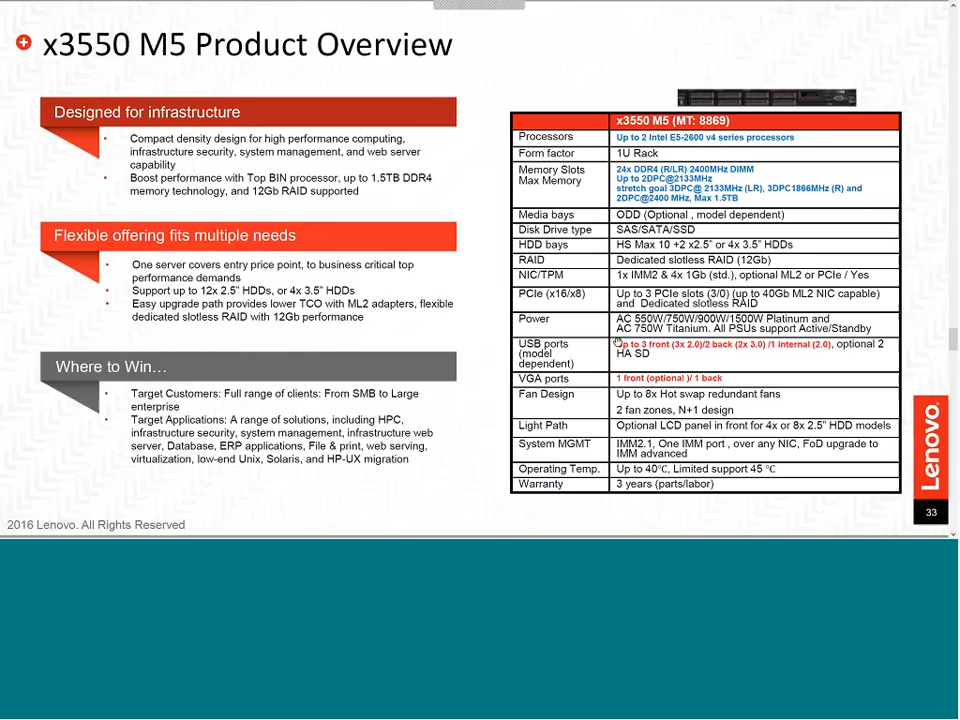 x3550 M5 Product Overview
Designed for infrastructure
• Compact density design for high performance computing,
infrastructure security, system management, and web server
capability
• Boost performance with Top BIN processor, up to 1.5TB DDR4
memory technology, and 12Gb RAID supported
Flexible offering fits multiple needs
• One server covers entry price point, to business critical top
performance demands
• Support up to 12x 2.5” HDDs, or 4x 3.5” HDDs
• Easy upgrade path provides lower TCO with ML2 adapters, flexible
dedicated slotless RAID with 12Gb performance
Where to Win…
• Target Customers: Full range of clients: From SMB to Large
enterprise
• Target Applications: A range of solutions, including HPC,
infrastructure security, system management, infrastructure web
server, Database, ERP applications, File & print, web serving,
virtualization, low-end Unix, Solaris, and HP-UX migration
x3550 M5 (MT: 8869)
Processors Up to 2 Intel E5-2600 v4 series processors
Form factor 1U Rack
Memory Slots
Max Memory
24x DDR4 (R/LR) 2400MHz DIMM
Up to 2DPC@2133MHz
stretch goal 3DPC@ 2133MHz (LR), 3DPC1866MHz (R) and
2DPC@2400 MHz, Max 1.5TB
Media bays ODD (Optional , model dependent)
Disk Drive type SAS/SATA/SSD
HDD bays HS Max 10 +2 x2.5” or 4x 3.5” HDDs
RAID Dedicated slotless RAID (12Gb)
NIC/TPM 1x IMM2 & 4x 1Gb (std.), optional ML2 or PCIe / Yes
PCIe (x16/x8) Up to 3 PCIe slots (3/0) (up to 40Gb ML2 NIC capable)
and Dedicated slotless RAID
Power AC 550W/750W/900W/1500W Platinum and
AC 750W Titanium. All PSUs support Active/Standby
USB ports
(model
dependent)
Up to 3 front (3x 2.0)/2 back (2x 3.0) /1 internal (2.0), optional 2
HA SD
VGA ports 1 front (optional )/ 1 back
Fan Design Up to 8x Hot swap redundant fans
2 fan zones, N+1 design
Light Path Optional LCD panel in front for 4x or 8x 2.5” HDD models
System MGMT IMM2.1, One IMM port , over any NIC, FoD upgrade to
IMM advanced
Operating Temp. Up to 40℃, Limited support 45 ℃
Warranty 3 years (parts/labor)
Lenovo
33
2016 Lenovo. All Rights Reserved